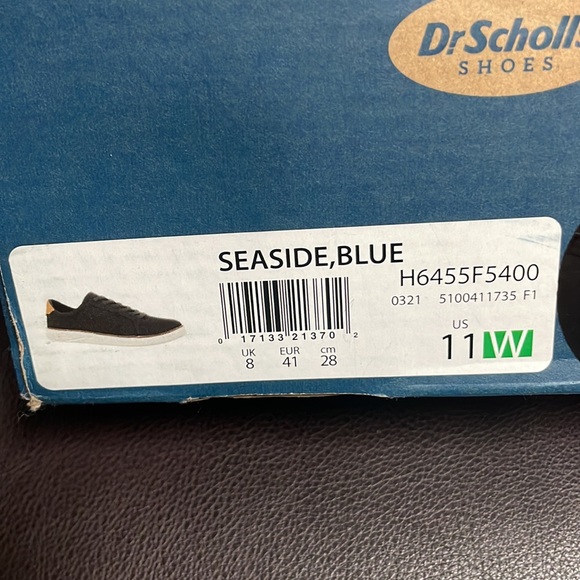 Dr Scholl's
SHOES
SEASIDE,BLUE
H6455F5400
0321 5100411735 F1
0 17133 21370 2
UK EUR cm
8 41 28
US
11 W